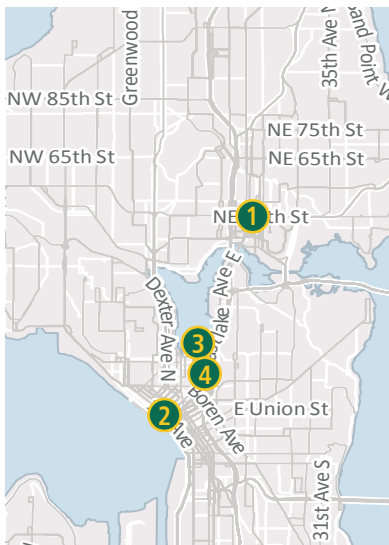 Greenwood
35th Ave N
Sand Point
NW 85th St
NE 75th St
NW 65th St
NE 65th St
1
NE th St
lake Ave E
Dexter Ave N
3
4
Boren Ave
2
Ave
E Union St
31st Ave S